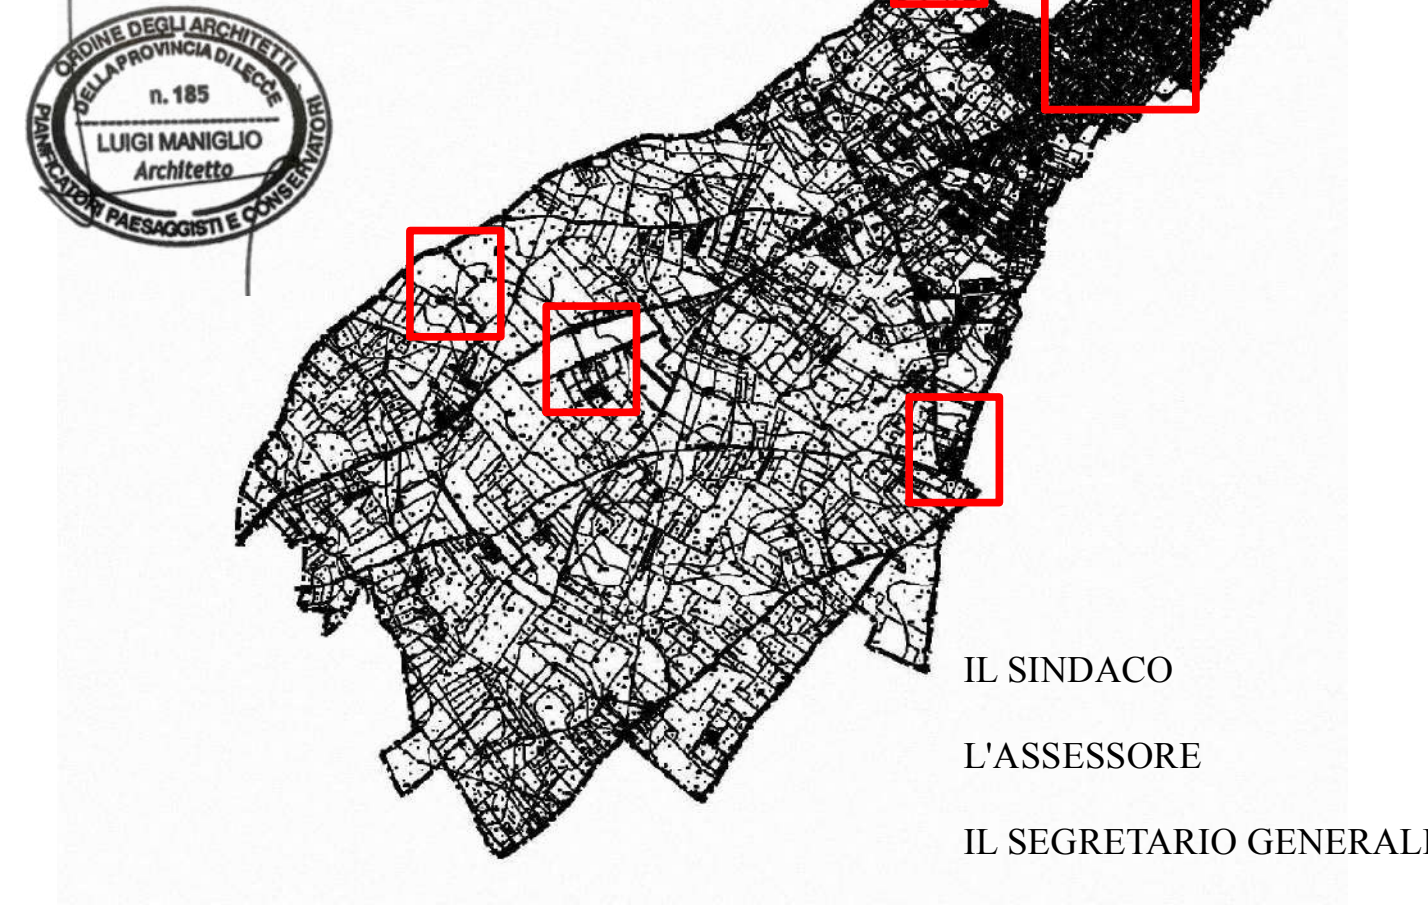 ORDINE DEGLI ARCHITETTI
DELLA PROVINCIA DI LECCE
n. 185
LUIGI MANIGLIO
Architetto
PIANIFICATORI PAESAGGISTI E CONSERVATORI
IL SINDACO
L'ASSESSORE
IL SEGRETARIO GENERAL